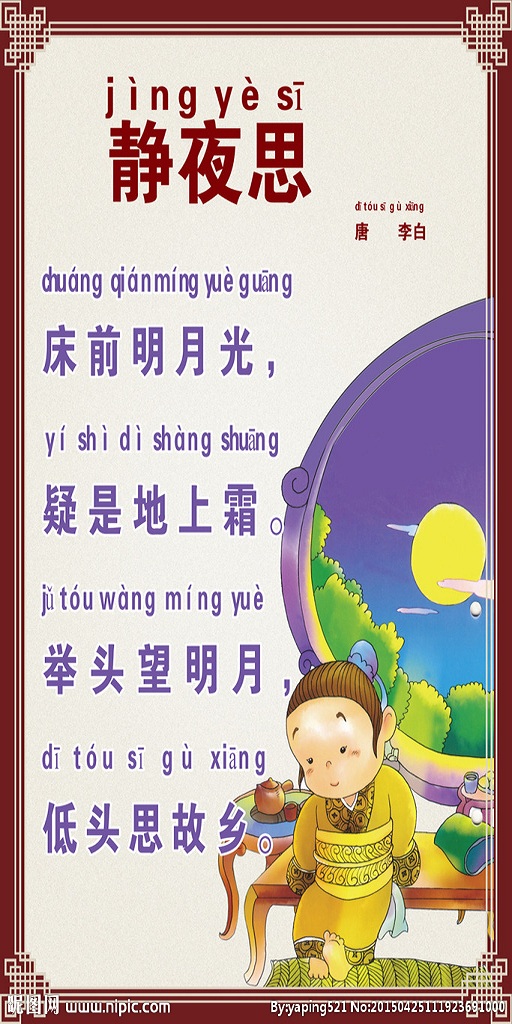 jìng yè sī
静夜思
dī tóu sī gù xiāng
唐 李白
chuáng qián míng yuè guāng
床前明月光，
yí shì dì shàng shuāng
疑是地上霜。
jǔ tóu wàng míng yuè
举头望明月，
dī tóu sī gù xiāng
低头思故乡。
昵图网 www.nipic.com
By:yaping521 No:20150425111923691000